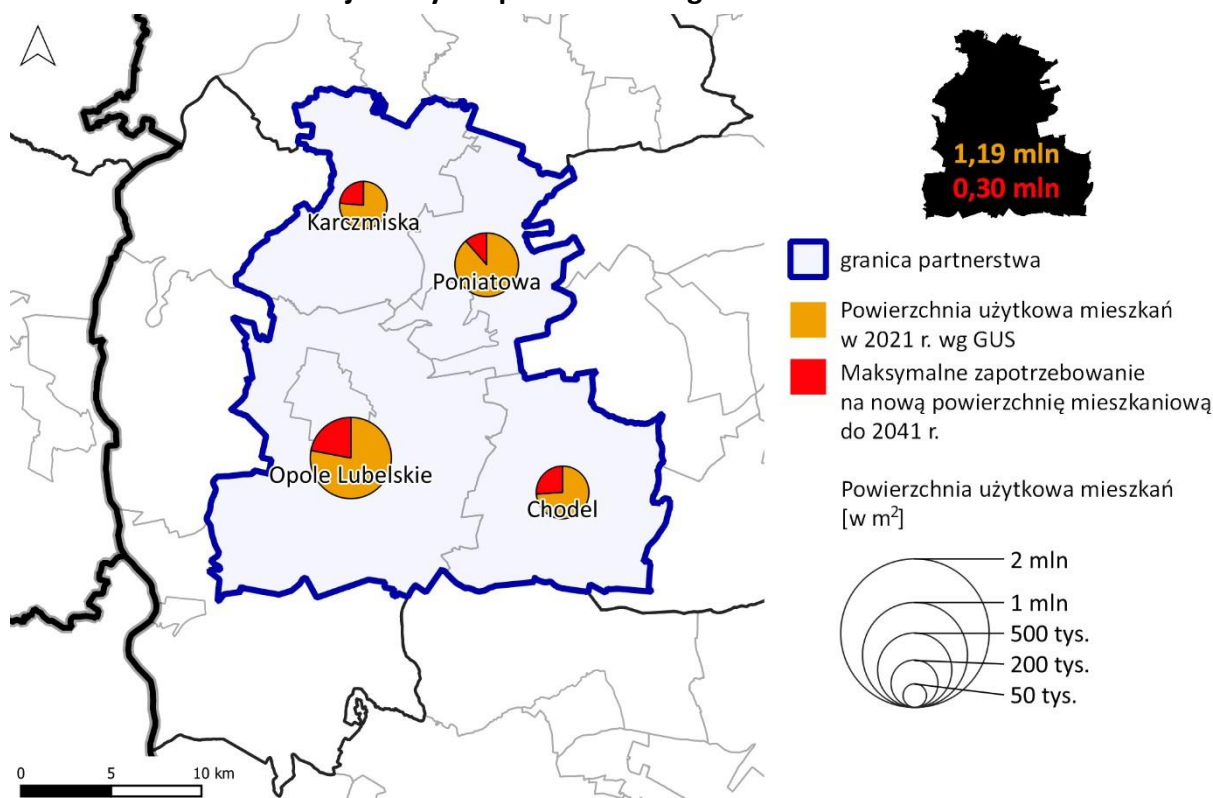 1,19 mln
0,30 mln
Karczmiska
Poniatowa
Opole Lubelskie
Chodel
granica partnerstwa
Powierzchnia użytkowa mieszkań
w 2021 r. wg GUS
Maksymalne zapotrzebowanie
na nową powierzchnię mieszkaniową
do 2041 r.
Powierzchnia użytkowa mieszkań
[w m²]
2 mln
1 mln
500 tys.
200 tys.
50 tys.
0 5 10 km